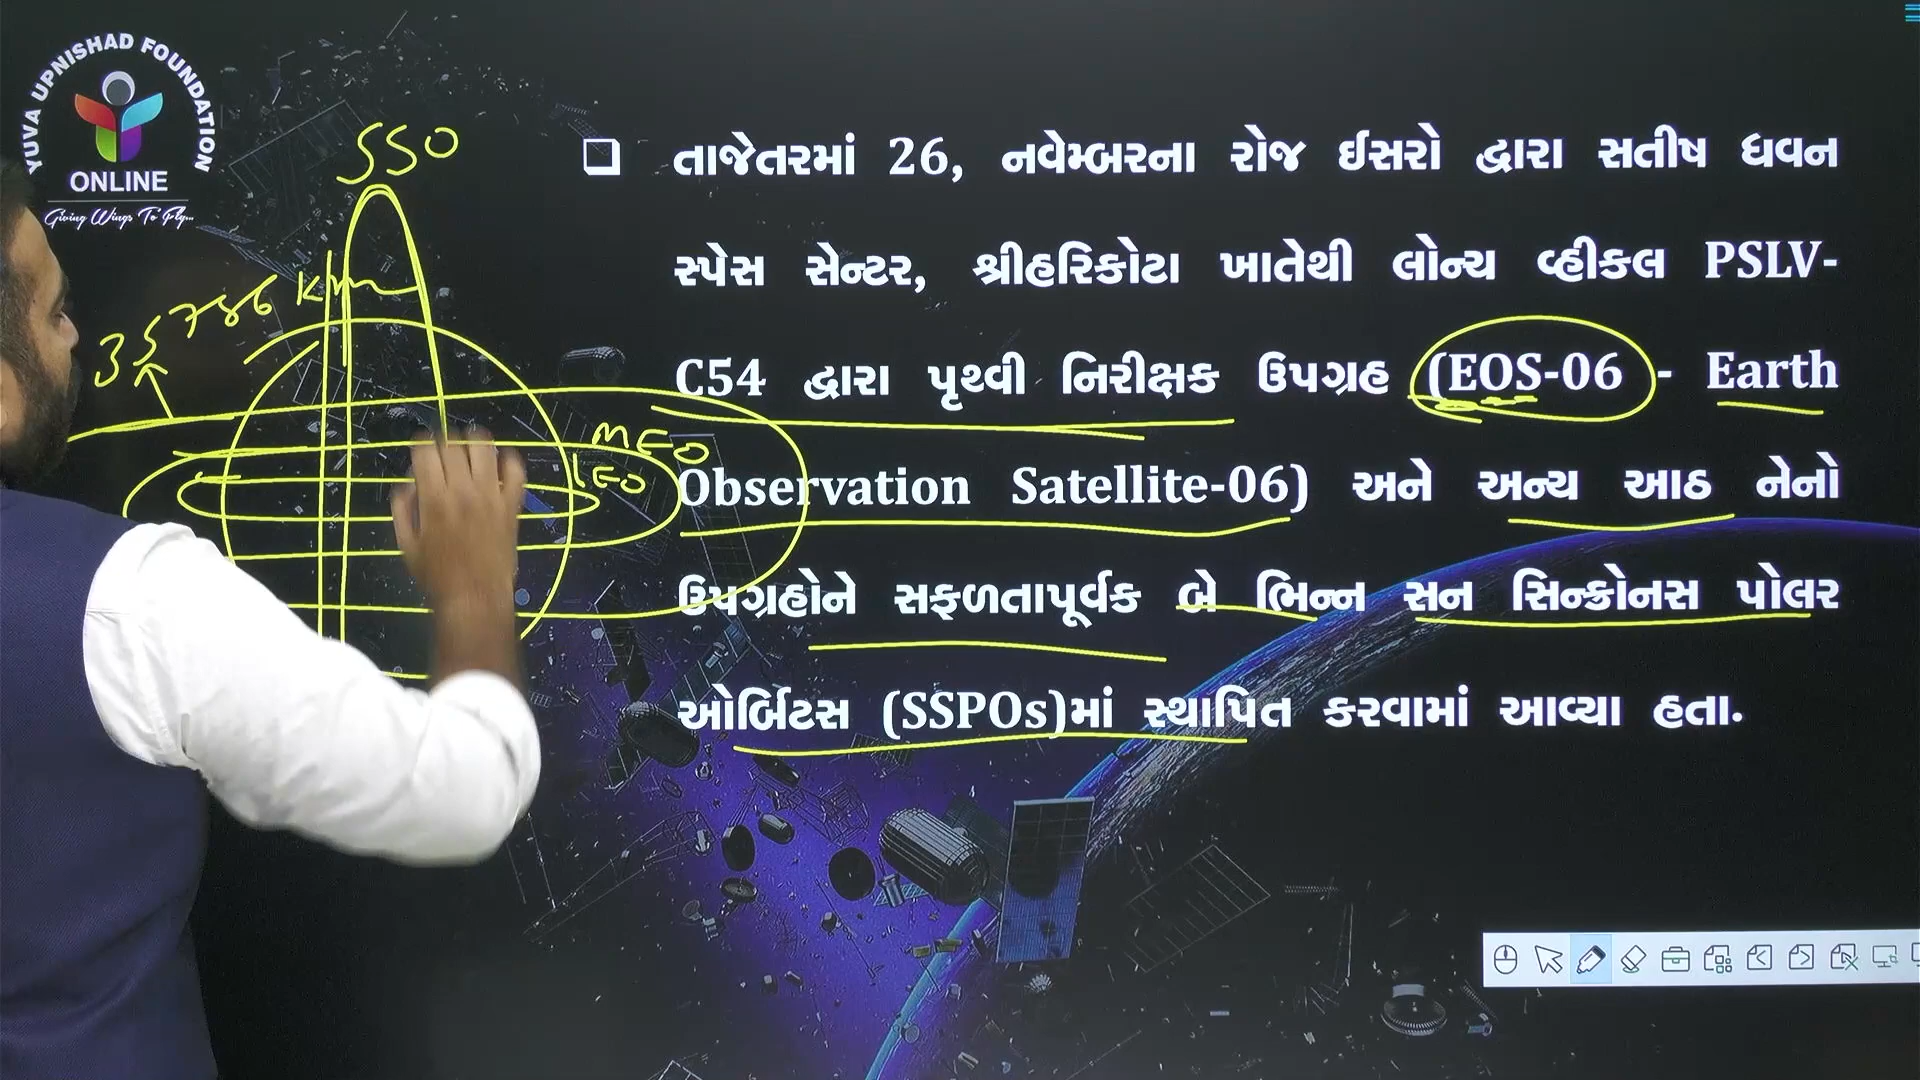 YUVA UPNISHAD FOUNDATION
ONLINE
Giving Wings To Fly...
SSO
35786 km
MEO
LEO
તાજેતરમાં 26, નવેમ્બરના રોજ ઈસરો દ્વારા સતીષ ધવન
સ્પેસ સેન્ટર, શ્રીહરિકોટા ખાતેથી લોન્ચ વ્હીકલ PSLV-
C54 દ્વારા પૃથ્વી નિરીક્ષક ઉપગ્રહ (EOS-06 - Earth
Observation Satellite-06) અને અન્ય આઠ નેનો
ઉપગ્રહોને સફળતાપૂર્વક બે ભિન્ન સન સિન્ક્રોનસ પોલર
ઓર્બિટસ (SSPOs)માં સ્થાપિત કરવામાં આવ્યા હતા.